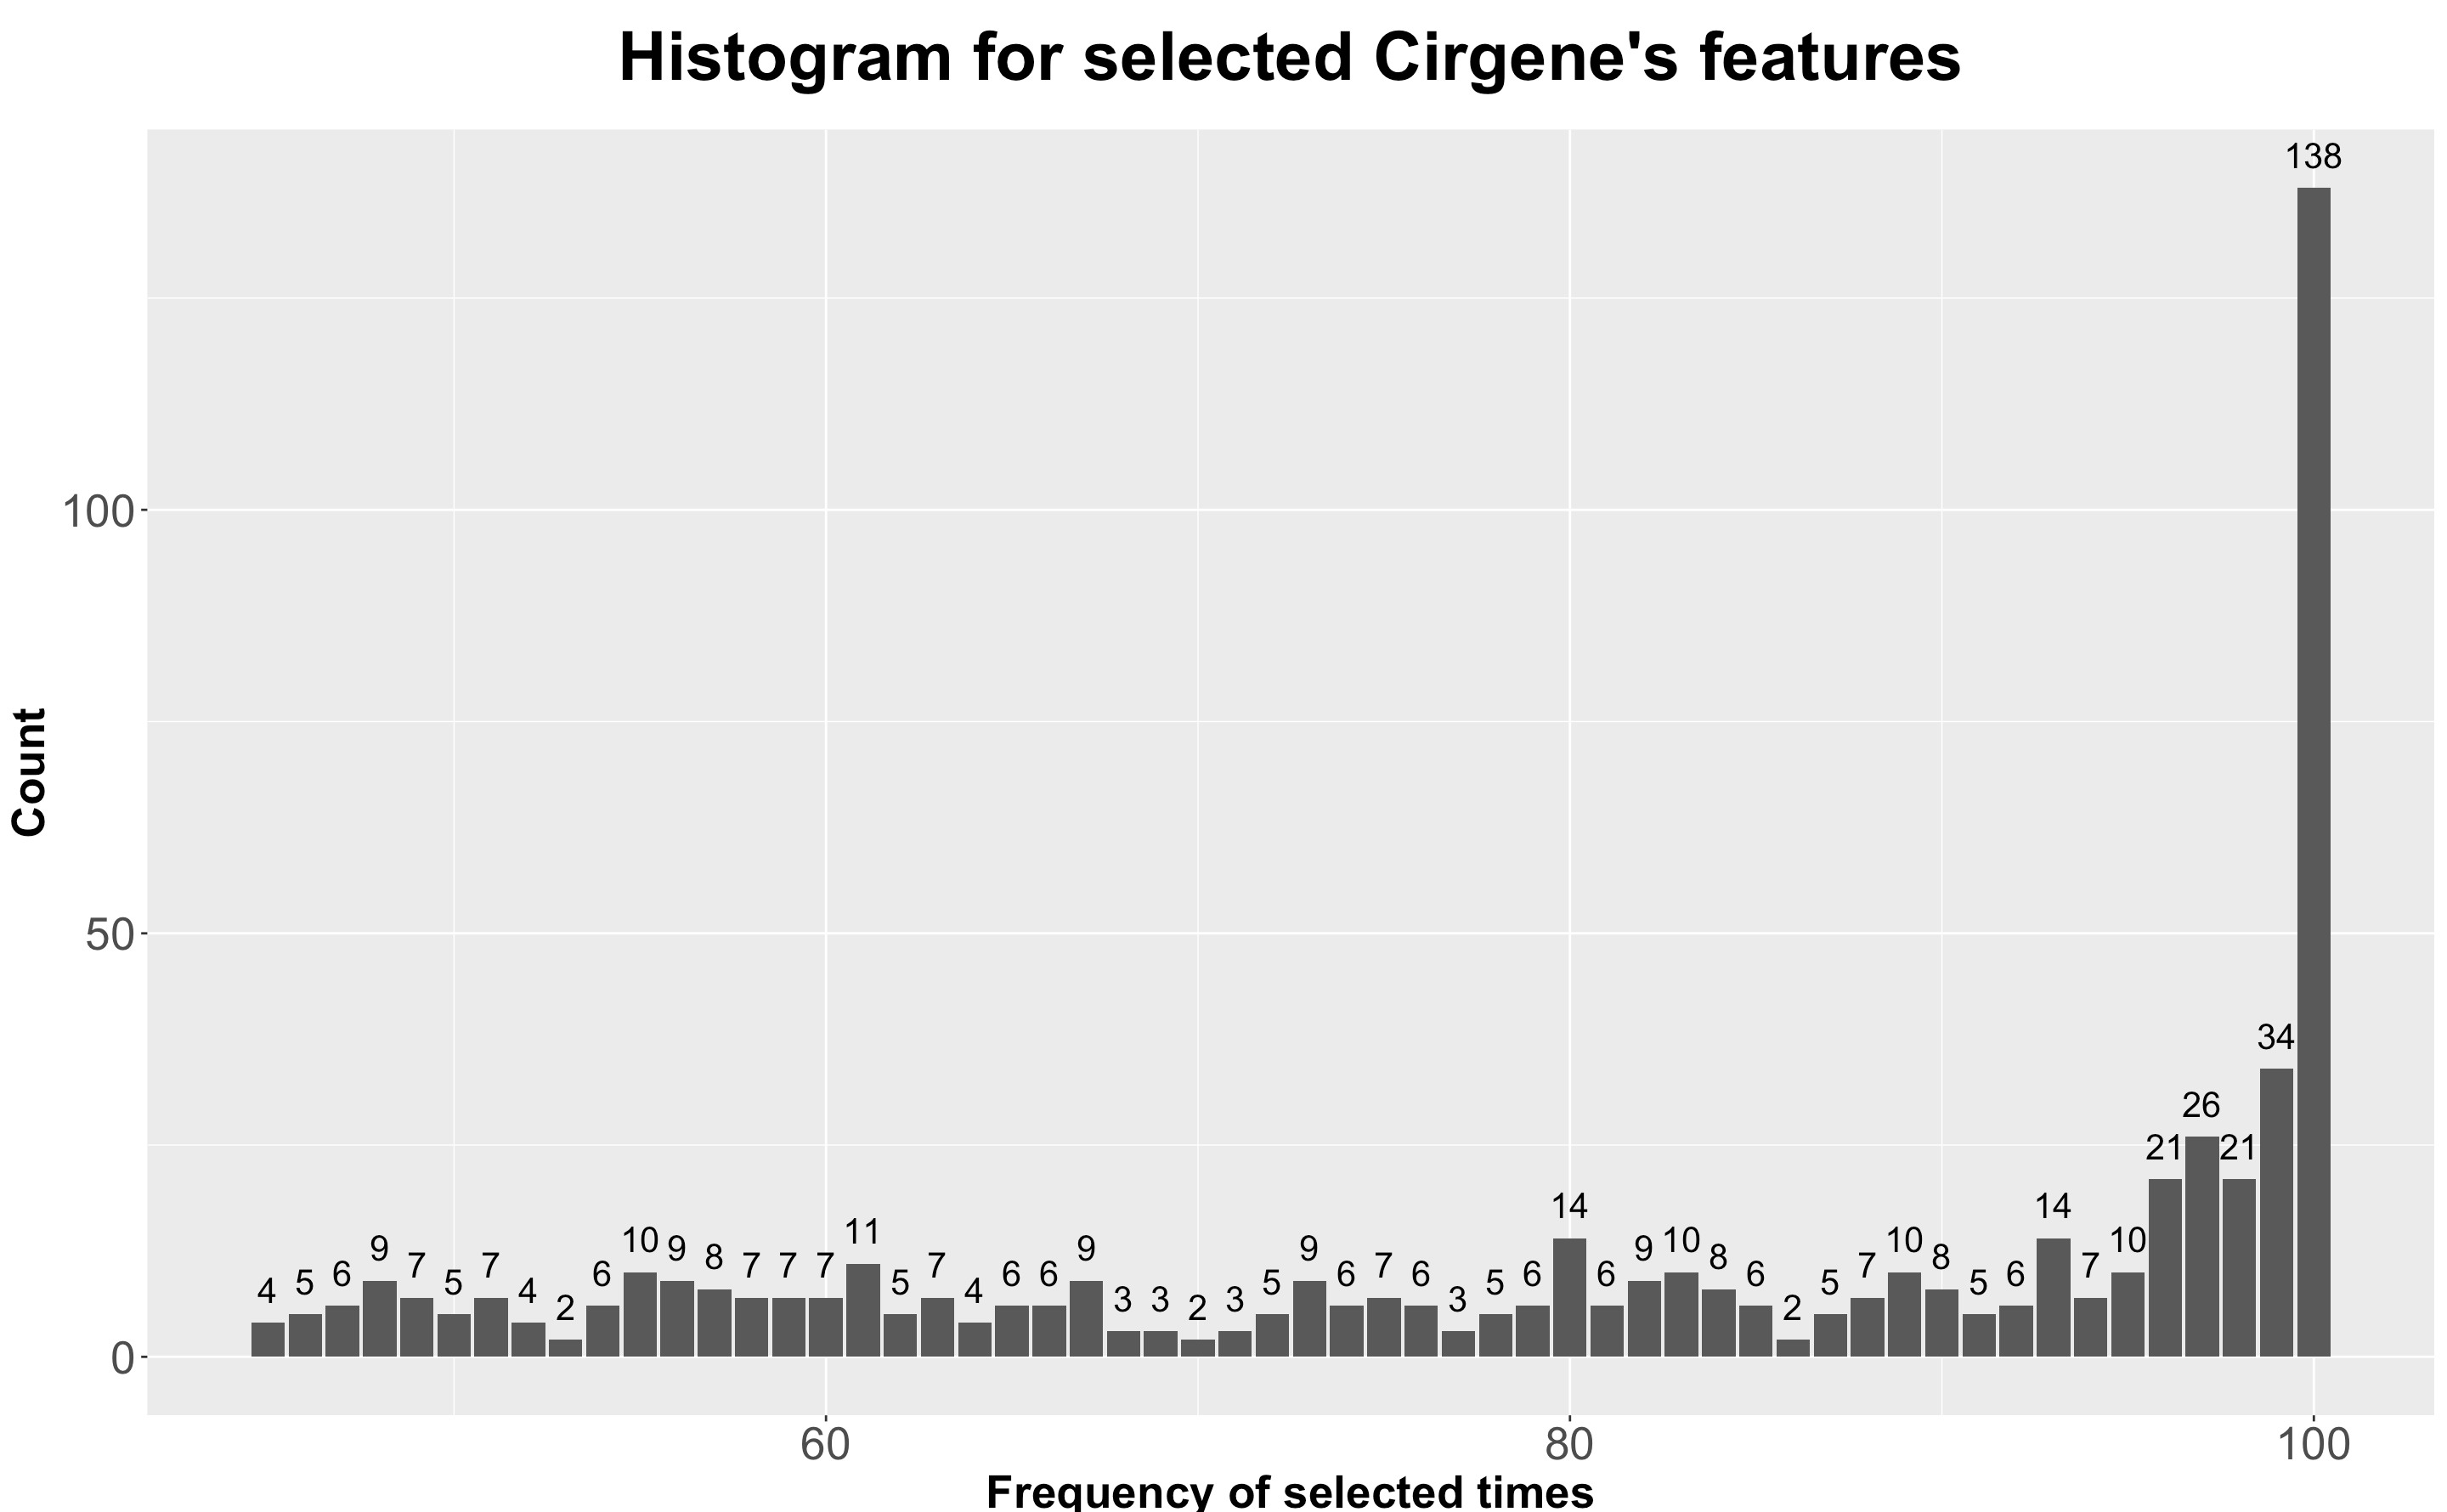 Histogram for selected Cirgene's features
138
100
34
26
21 21
14 14
11
10 9 8 7 7 7
4 5 6 9 7 5 7 4 2 6
5 7 4 6 6 9 3 3 2 3 5 9 6 7 6 3 5 6
6 9 10 8 6 2 5 7 10 8 5 6
7 10
50
0
60 80 100
Count
Frequency of selected times